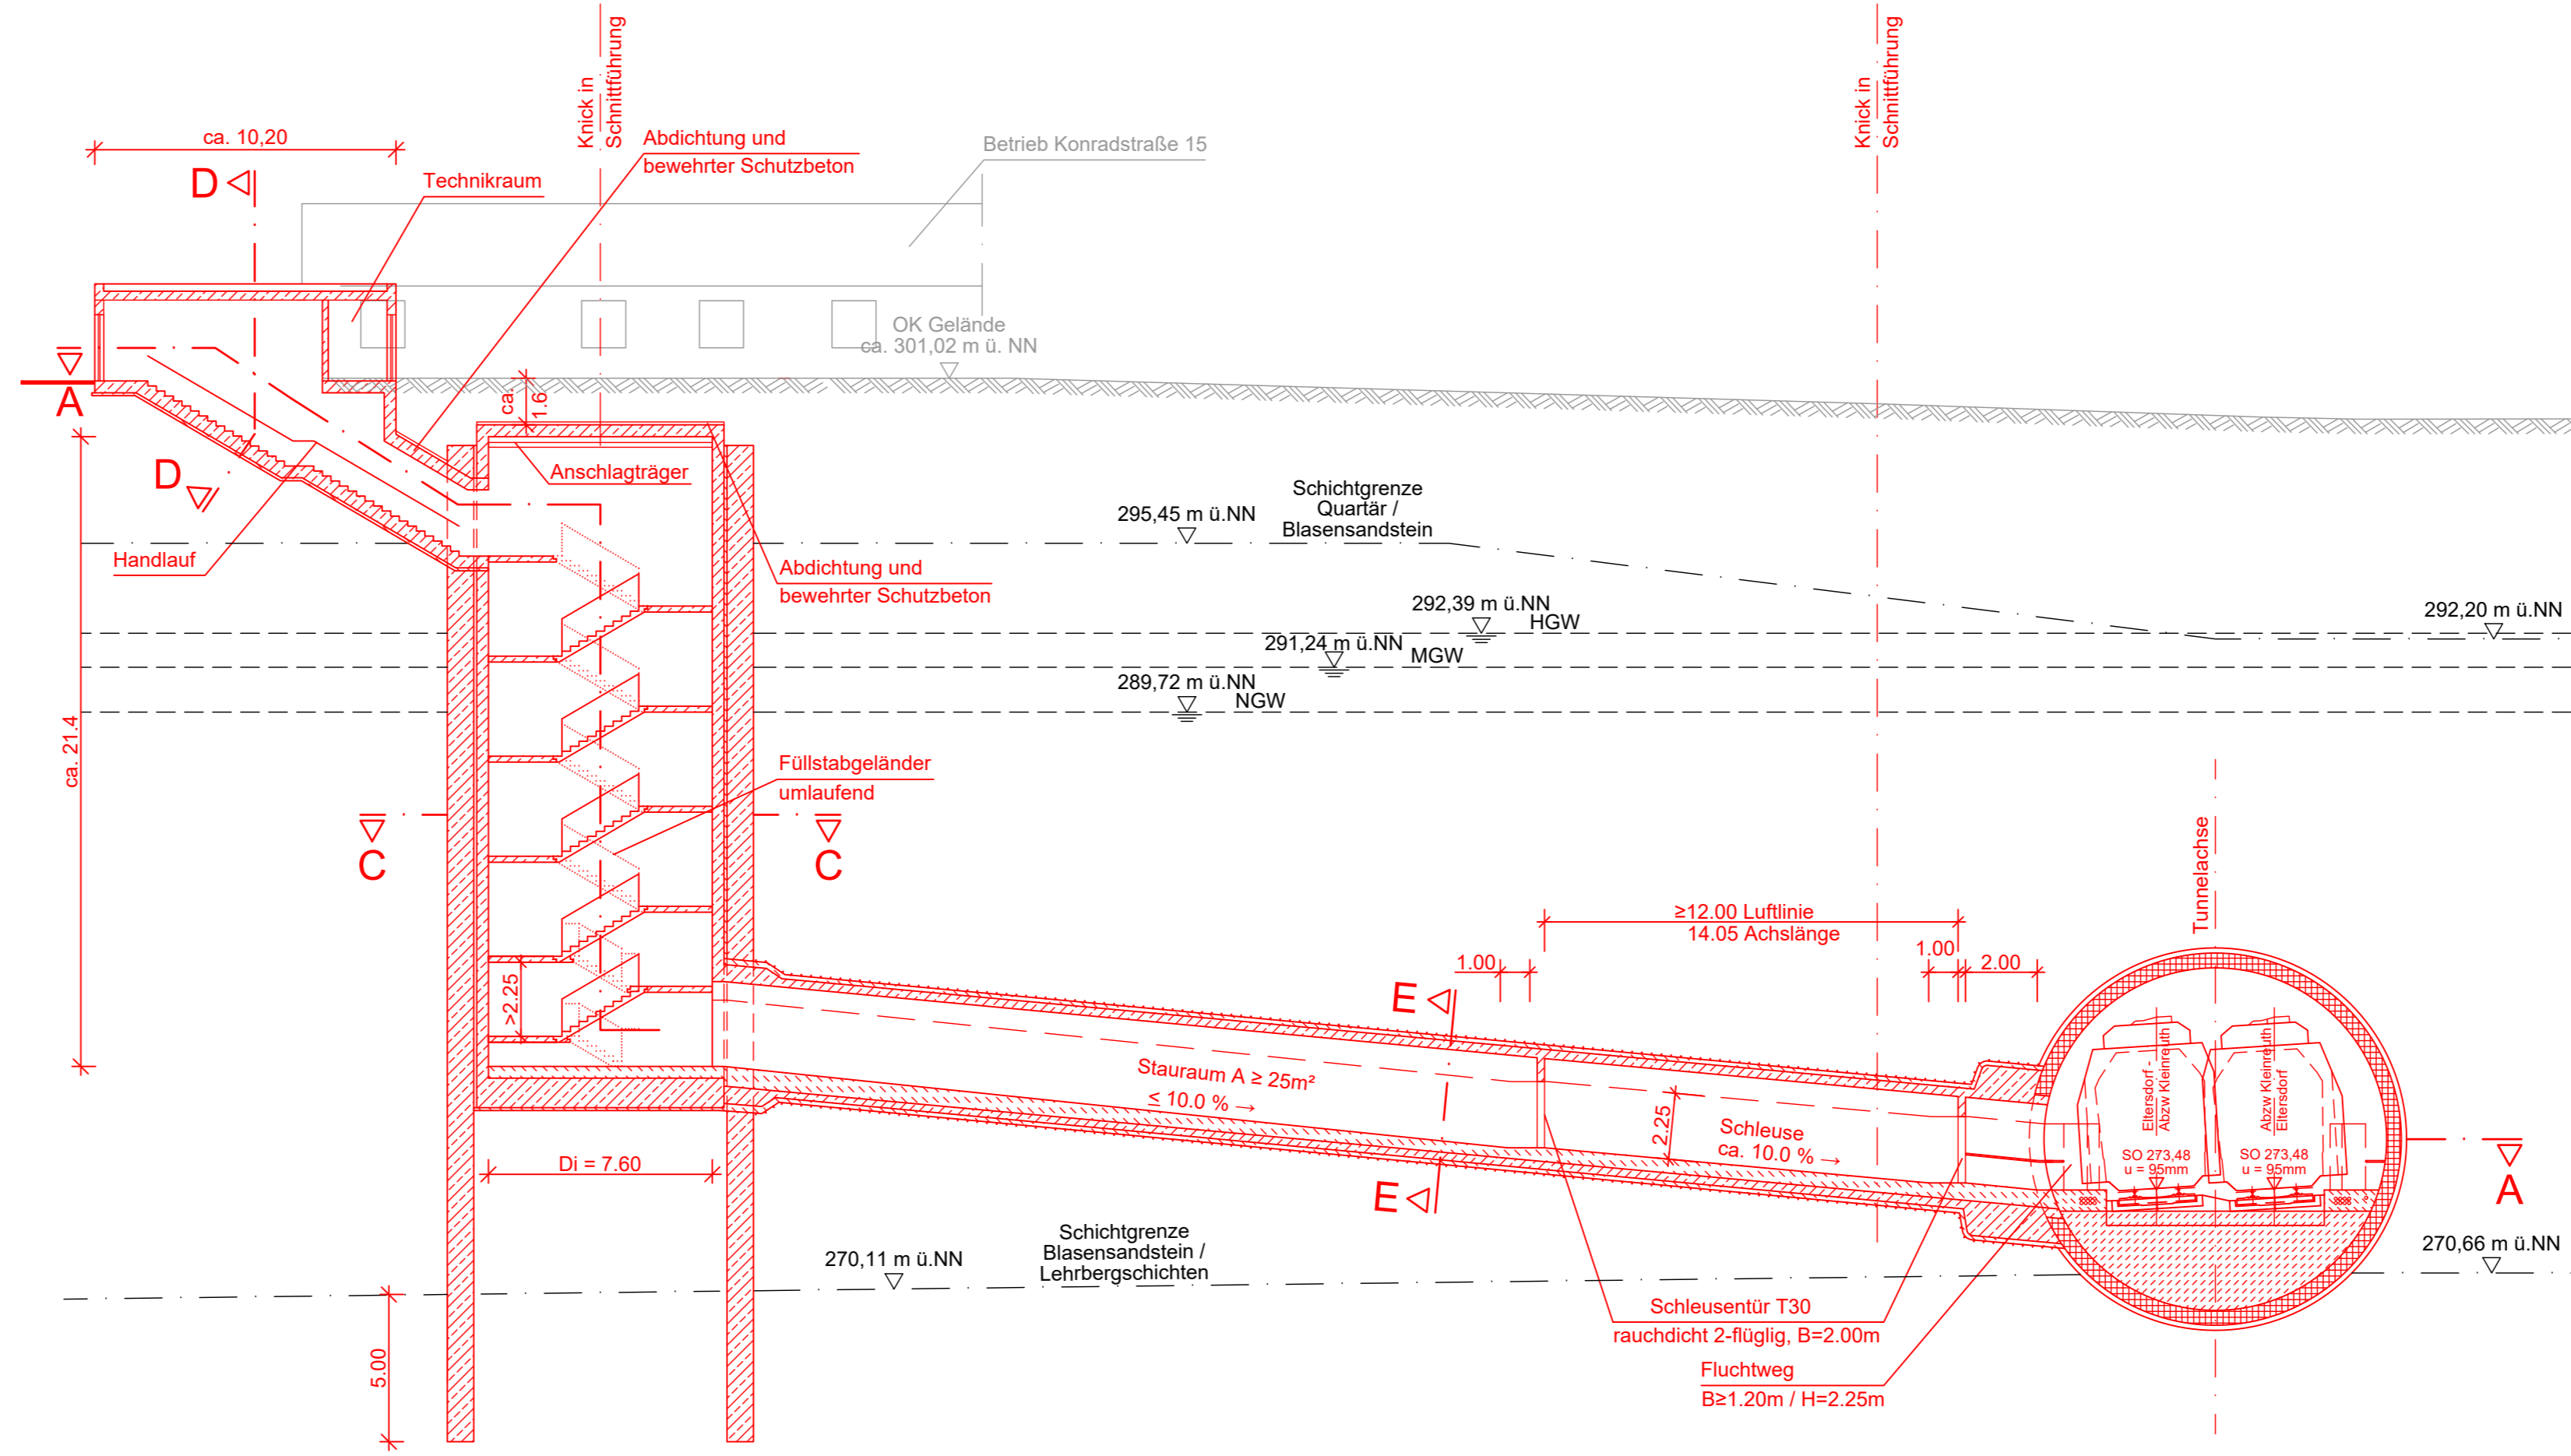 Knick in
Schnittführung
Knick in
Schnittführung
ca. 10,20
D
Technikraum
Abdichtung und
bewehrter Schutzbeton
Betrieb Konradstraße 15
OK Gelände
ca. 301,02 m ü. NN
A
ca.
1.6
D
Anschlagträger
Handlauf
295,45 m ü.NN
Schichtgrenze
Quartär /
Blasensandstein
Abdichtung und
bewehrter Schutzbeton
292,39 m ü.NN
HGW
292,20 m ü.NN
291,24 m ü.NN
MGW
289,72 m ü.NN
NGW
ca. 21.4
Füllstabgeländer
umlaufend
C
C
Tunnelachse
≥12.00 Luftlinie
14.05 Achslänge
1.00
1.00
2.00
>2.25
E
Stauraum A ≥ 25m²
≤ 10.0 % →
2.25
Schleuse
ca. 10.0 % →
Eltersdorf -
Abzw Kleinreuth
Abzw Kleinreuth -
Eltersdorf
SO 273,48
u = 95mm
SO 273,48
u = 95mm
A
Di = 7.60
E
Schichtgrenze
Blasensandstein /
Lehrbergschichten
270,11 m ü.NN
270,66 m ü.NN
5.00
Schleusentür T30
rauchdicht 2-flüglig, B=2.00m
Fluchtweg
B≥1.20m / H=2.25m